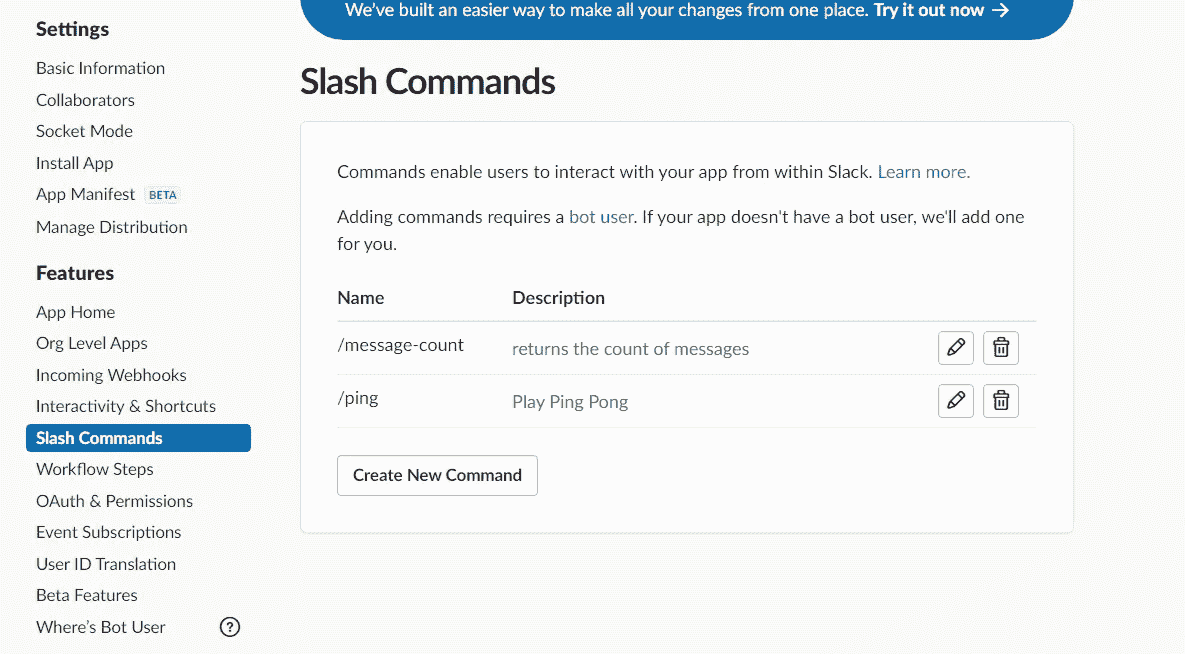 Settings
Basic Information
Collaborators
Socket Mode
Install App
App Manifest BETA
Manage Distribution
Features
App Home
Org Level Apps
Incoming Webhooks
Interactivity & Shortcuts
Slash Commands
Workflow Steps
OAuth & Permissions
Event Subscriptions
User ID Translation
Beta Features
Where’s Bot User ?
We’ve built an easier way to make all your changes from one place. Try it out now →
Slash Commands
Commands enable users to interact with your app from within Slack. Learn more.
Adding commands requires a bot user. If your app doesn't have a bot user, we'll add one
for you.
Name Description
/message-count returns the count of messages
/ping Play Ping Pong
Create New Command